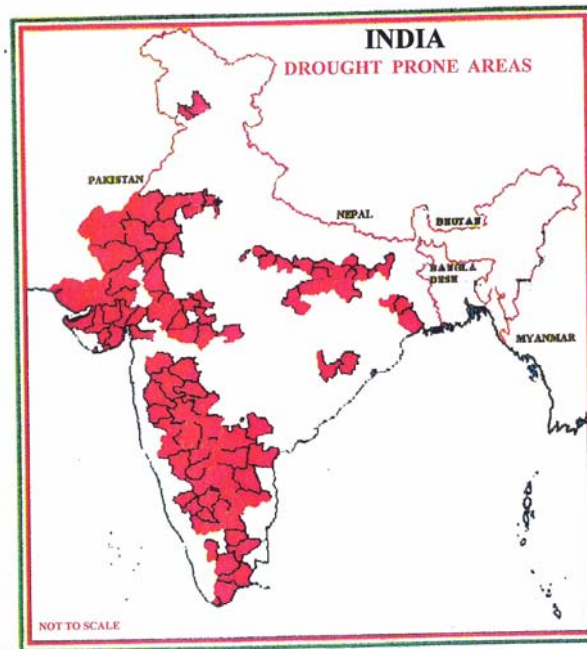 INDIA
DROUGHT PRONE AREAS
PAKISTAN
NEPAL
BHUTAN
BANGLA
DESH
MYANMAR
NOT TO SCALE